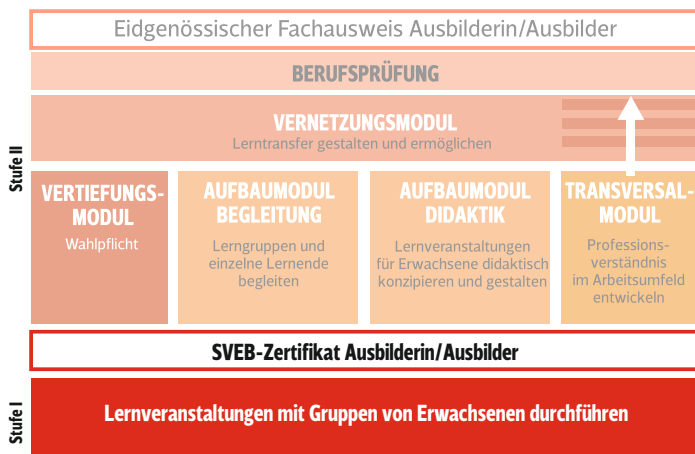 Eidgenössischer Fachausweis Ausbilderin/Ausbilder
BERUFSPRÜFUNG
VERNETZUNGSMODUL
Lerntransfer gestalten und ermöglichen
Stufe II
VERTIEFUNGS-
MODUL
Wahlpflicht
AUFBAUMODUL
BEGLEITUNG
Lerngruppen und
einzelne Lernende
begleiten
AUFBAUMODUL
DIDAKTIK
Lernveranstaltungen
für Erwachsene didaktisch
konzipieren und gestalten
TRANSVERSAL-
MODUL
Professions-
verständnis
im Arbeitsumfeld
entwickeln
SVEB-Zertifikat Ausbilderin/Ausbilder
Stufe I
Lernveranstaltungen mit Gruppen von Erwachsenen durchführen